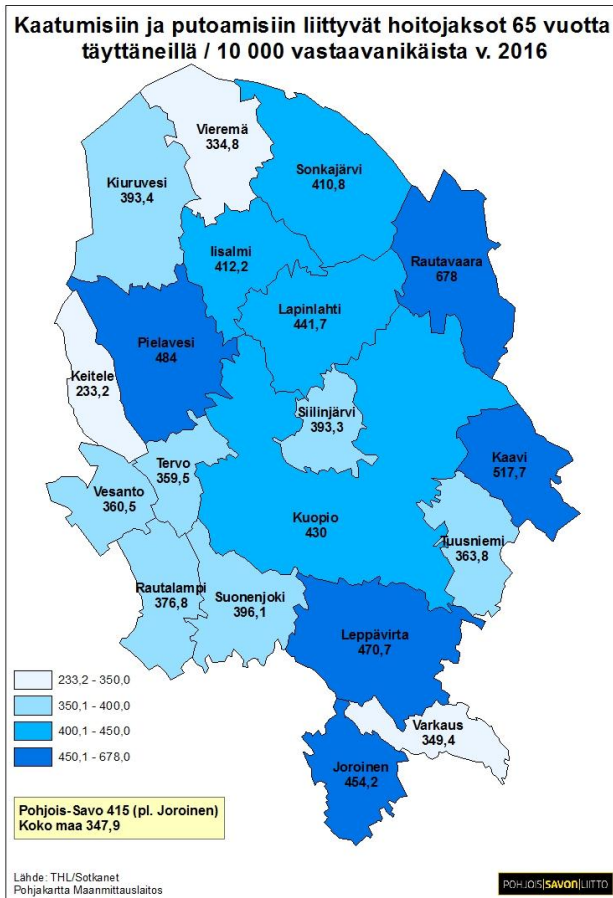 Kaatumisiin ja putoamisiin liittyvät hoitojaksot 65 vuotta
täyttäneillä / 10 000 vastaavanikäista v. 2016
Vieremä
334,8
Sonkajärvi
410,8
Kiuruvesi
393,4
Iisalmi
412,2
Rautavaara
678
Lapinlahti
441,7
Pielavesi
484
Keitele
233,2
Siilinjärvi
393,3
Kaavi
517,7
Tervo
359,5
Vesanto
360,5
Kuopio
430
Tuusniemi
363,8
Rautalampi
376,8
Suonenjoki
396,1
Leppävirta
470,7
Varkaus
349,4
Joroinen
454,2
233,2 - 350,0
350,1 - 400,0
400,1 - 450,0
450,1 - 678,0
Pohjois-Savo 415 (pl. Joroinen)
Koko maa 347,9
Lähde: THL/Sotkanet
Pohjakartta Maanmittauslaitos
POHJOIS|SAVON|LIITTO